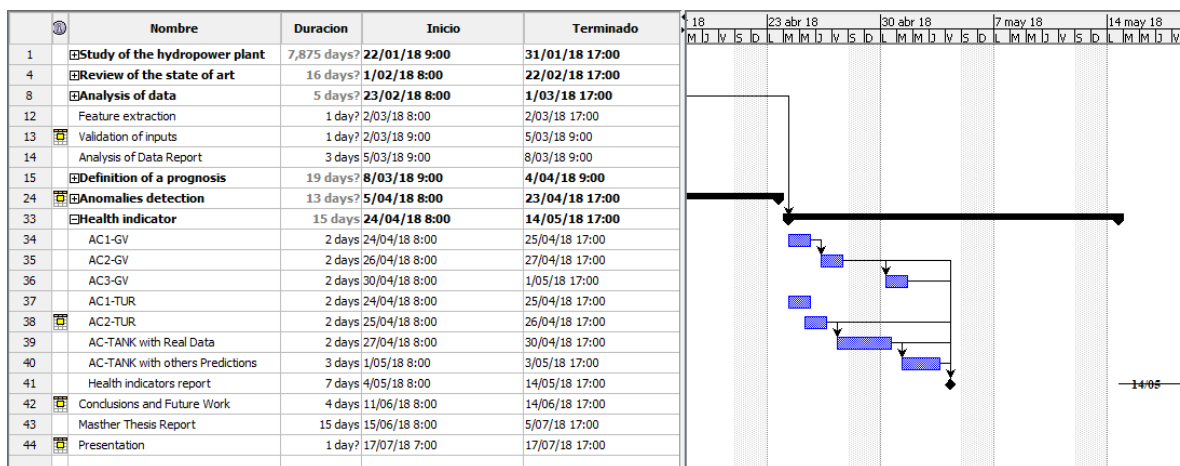 Nombre Duracion Inicio Terminado 18 23 abr 18 30 abr 18 7 may 18 14 may 18
M J V S D L M M J V S D L M M J V S D L M M J V S D L M M J V
1 Study of the hydropower plant 7,875 days? 22/01/18 9:00 31/01/18 17:00
4 Review of the state of art 16 days? 1/02/18 8:00 22/02/18 17:00
8 Analysis of data 5 days? 23/02/18 8:00 1/03/18 17:00
12 Feature extraction 1 day? 2/03/18 8:00 2/03/18 17:00
13 Validation of inputs 1 day? 2/03/18 9:00 5/03/18 9:00
14 Analysis of Data Report 3 days 5/03/18 9:00 8/03/18 9:00
15 Definition of a prognosis 19 days? 8/03/18 9:00 4/04/18 9:00
24 Anomalies detection 13 days? 5/04/18 8:00 23/04/18 17:00
33 Health indicator 15 days 24/04/18 8:00 14/05/18 17:00
34 AC1-GV 2 days 24/04/18 8:00 25/04/18 17:00
35 AC2-GV 2 days 26/04/18 8:00 27/04/18 17:00
36 AC3-GV 2 days 30/04/18 8:00 1/05/18 17:00
37 AC1-TUR 2 days 24/04/18 8:00 25/04/18 17:00
38 AC2-TUR 2 days 25/04/18 8:00 26/04/18 17:00
39 AC-TANK with Real Data 2 days 27/04/18 8:00 30/04/18 17:00
40 AC-TANK with others Predictions 3 days 1/05/18 8:00 3/05/18 17:00
41 Health indicators report 7 days 4/05/18 8:00 14/05/18 17:00 14/05
42 Conclusions and Future Work 4 days 11/06/18 8:00 14/06/18 17:00
43 Masther Thesis Report 15 days 15/06/18 8:00 5/07/18 17:00
44 Presentation 1 day? 17/07/18 7:00 17/07/18 17:00